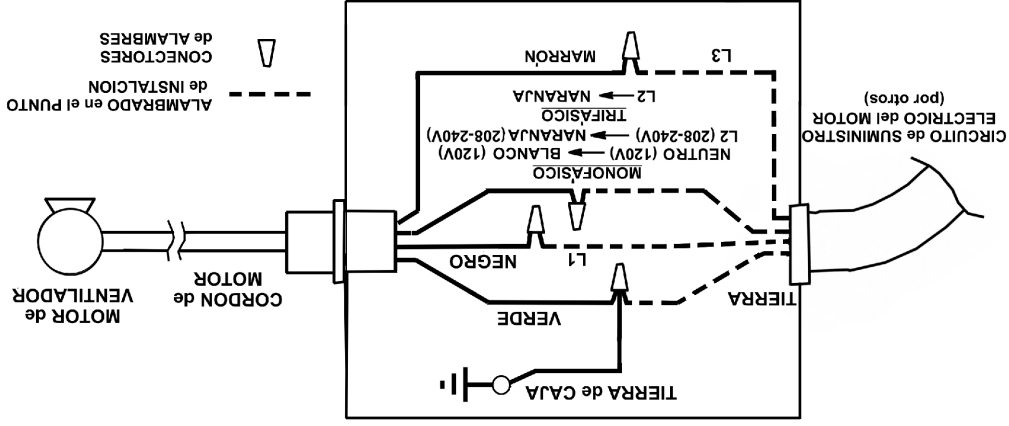 TIERRA de CAJA
VERDE
TIERRA
MOTOR de
VENTILADOR
CORDON de
MOTOR
L1
NEGRO
MONOFÁSICO
NEUTRO (120V) → BLANCO (120V)
L2 (208-240V) → NARANJA (208-240V)
TRIFÁSICO
L2 → NARANJA
CIRCUITO de SUMINISTRO
ELECTRICO del MOTOR
(por otros)
L3
MARRÓN
ALAMBRADO en el PUNTO
de INSTALCION
CONECTORES
de ALAMBRES